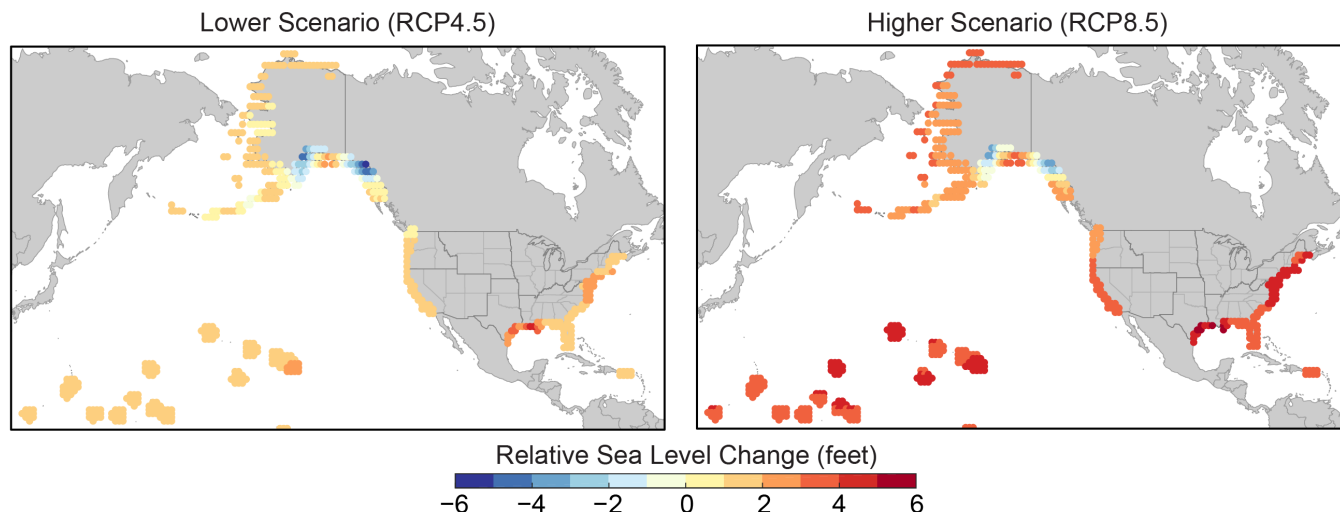 Lower Scenario (RCP4.5)
Higher Scenario (RCP8.5)
Relative Sea Level Change (feet)
−6 −4 −2 0 2 4 6